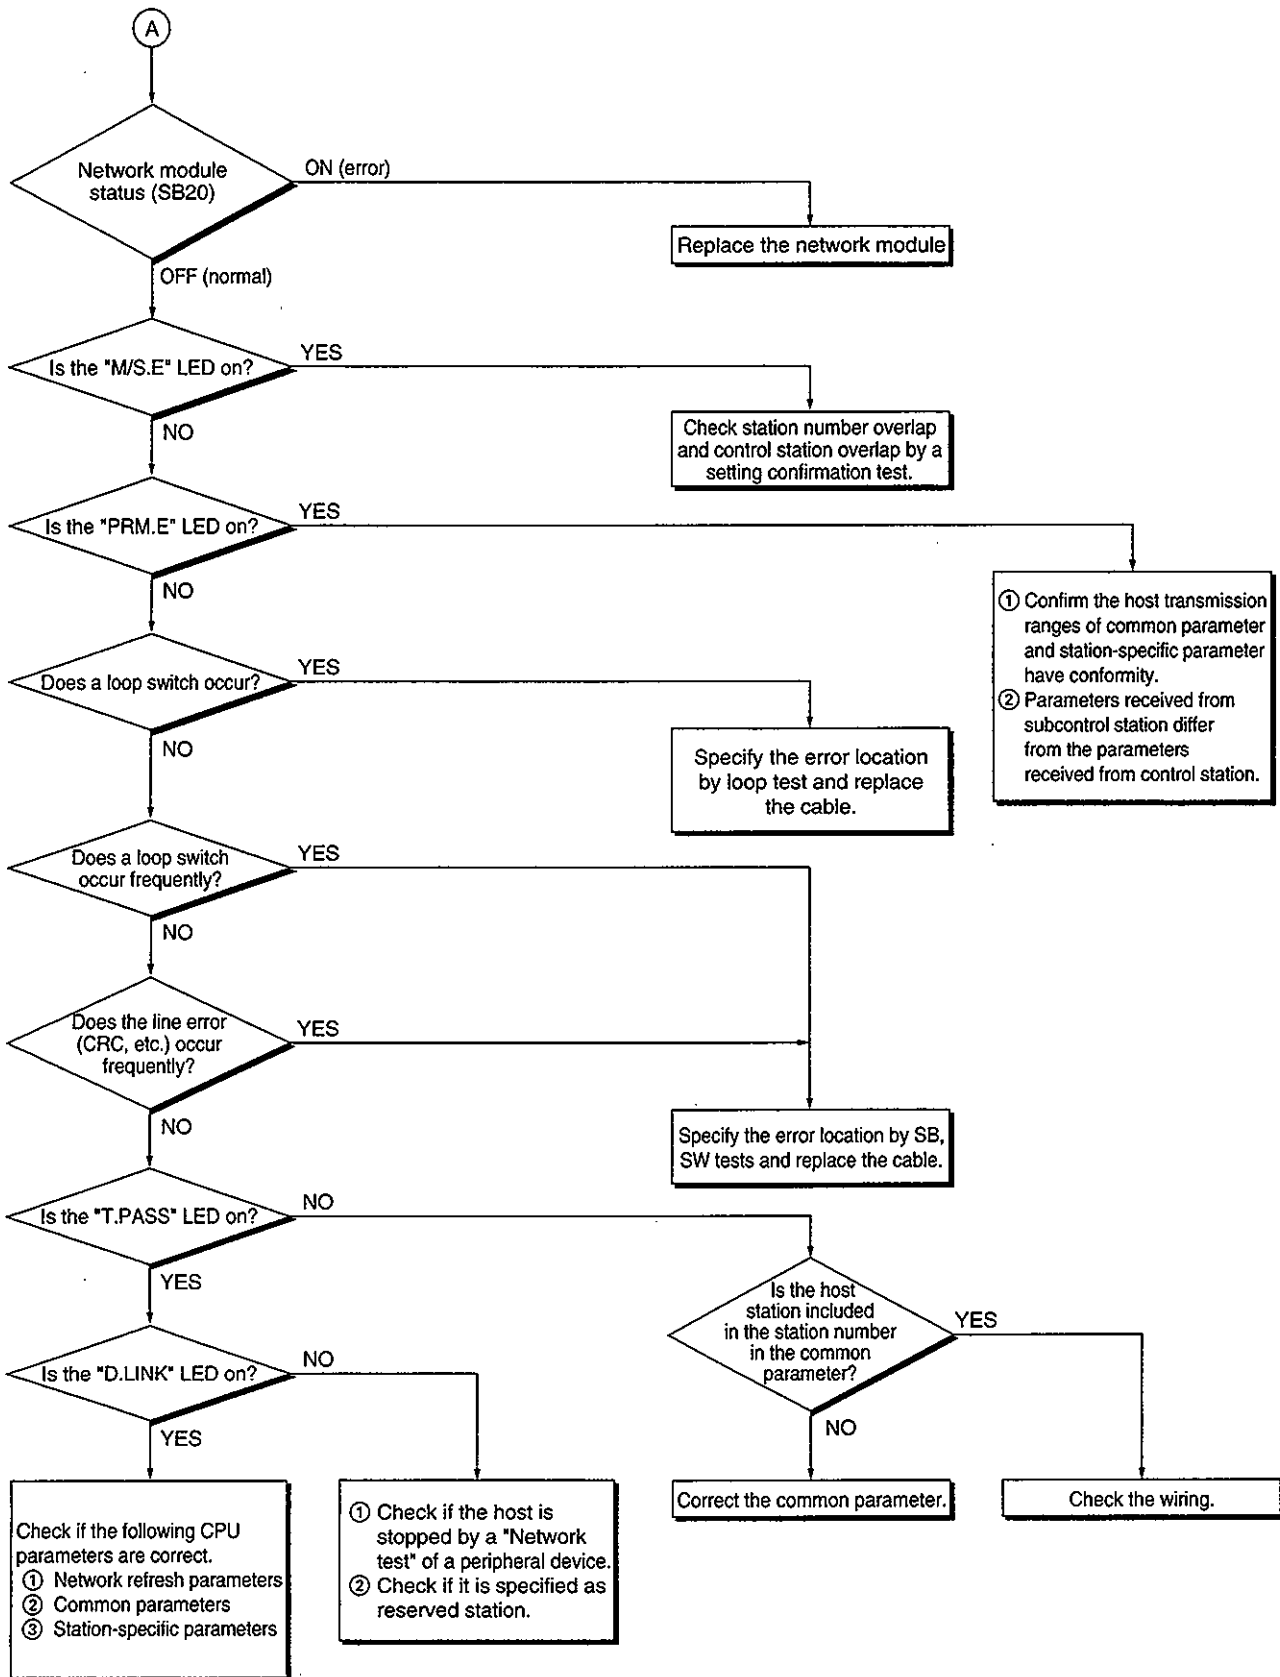 A
Network module
status (SB20)
ON (error)
Replace the network module
OFF (normal)
Is the "M/S.E" LED on?
YES
Check station number overlap
and control station overlap by a
setting confirmation test.
NO
Is the "PRM.E" LED on?
YES
① Confirm the host transmission
ranges of common parameter
and station-specific parameter
have conformity.
② Parameters received from
subcontrol station differ
from the parameters
received from control station.
NO
Does a loop switch occur?
YES
Specify the error location
by loop test and replace
the cable.
NO
Does a loop switch
occur frequently?
YES
NO
Does the line error
(CRC, etc.) occur
frequently?
YES
Specify the error location by SB,
SW tests and replace the cable.
NO
Is the "T.PASS" LED on?
NO
Is the host
station included
in the station number
in the common
parameter?
YES
NO
Correct the common parameter.
Check the wiring.
YES
Is the "D.LINK" LED on?
NO
① Check if the host is
stopped by a "Network
test" of a peripheral device.
② Check if it is specified as
reserved station.
YES
Check if the following CPU
parameters are correct.
① Network refresh parameters
② Common parameters
③ Station-specific parameters